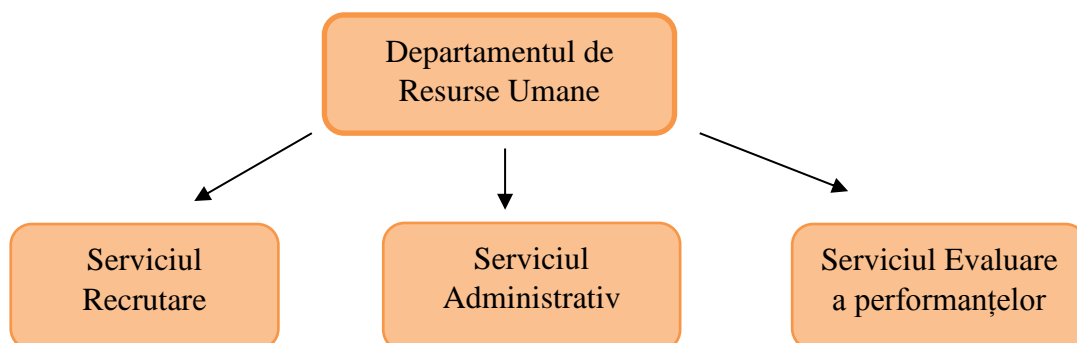 Departamentul de
Resurse Umane
Serviciul
Recrutare
Serviciul
Administrativ
Serviciul Evaluare
a performanțelor